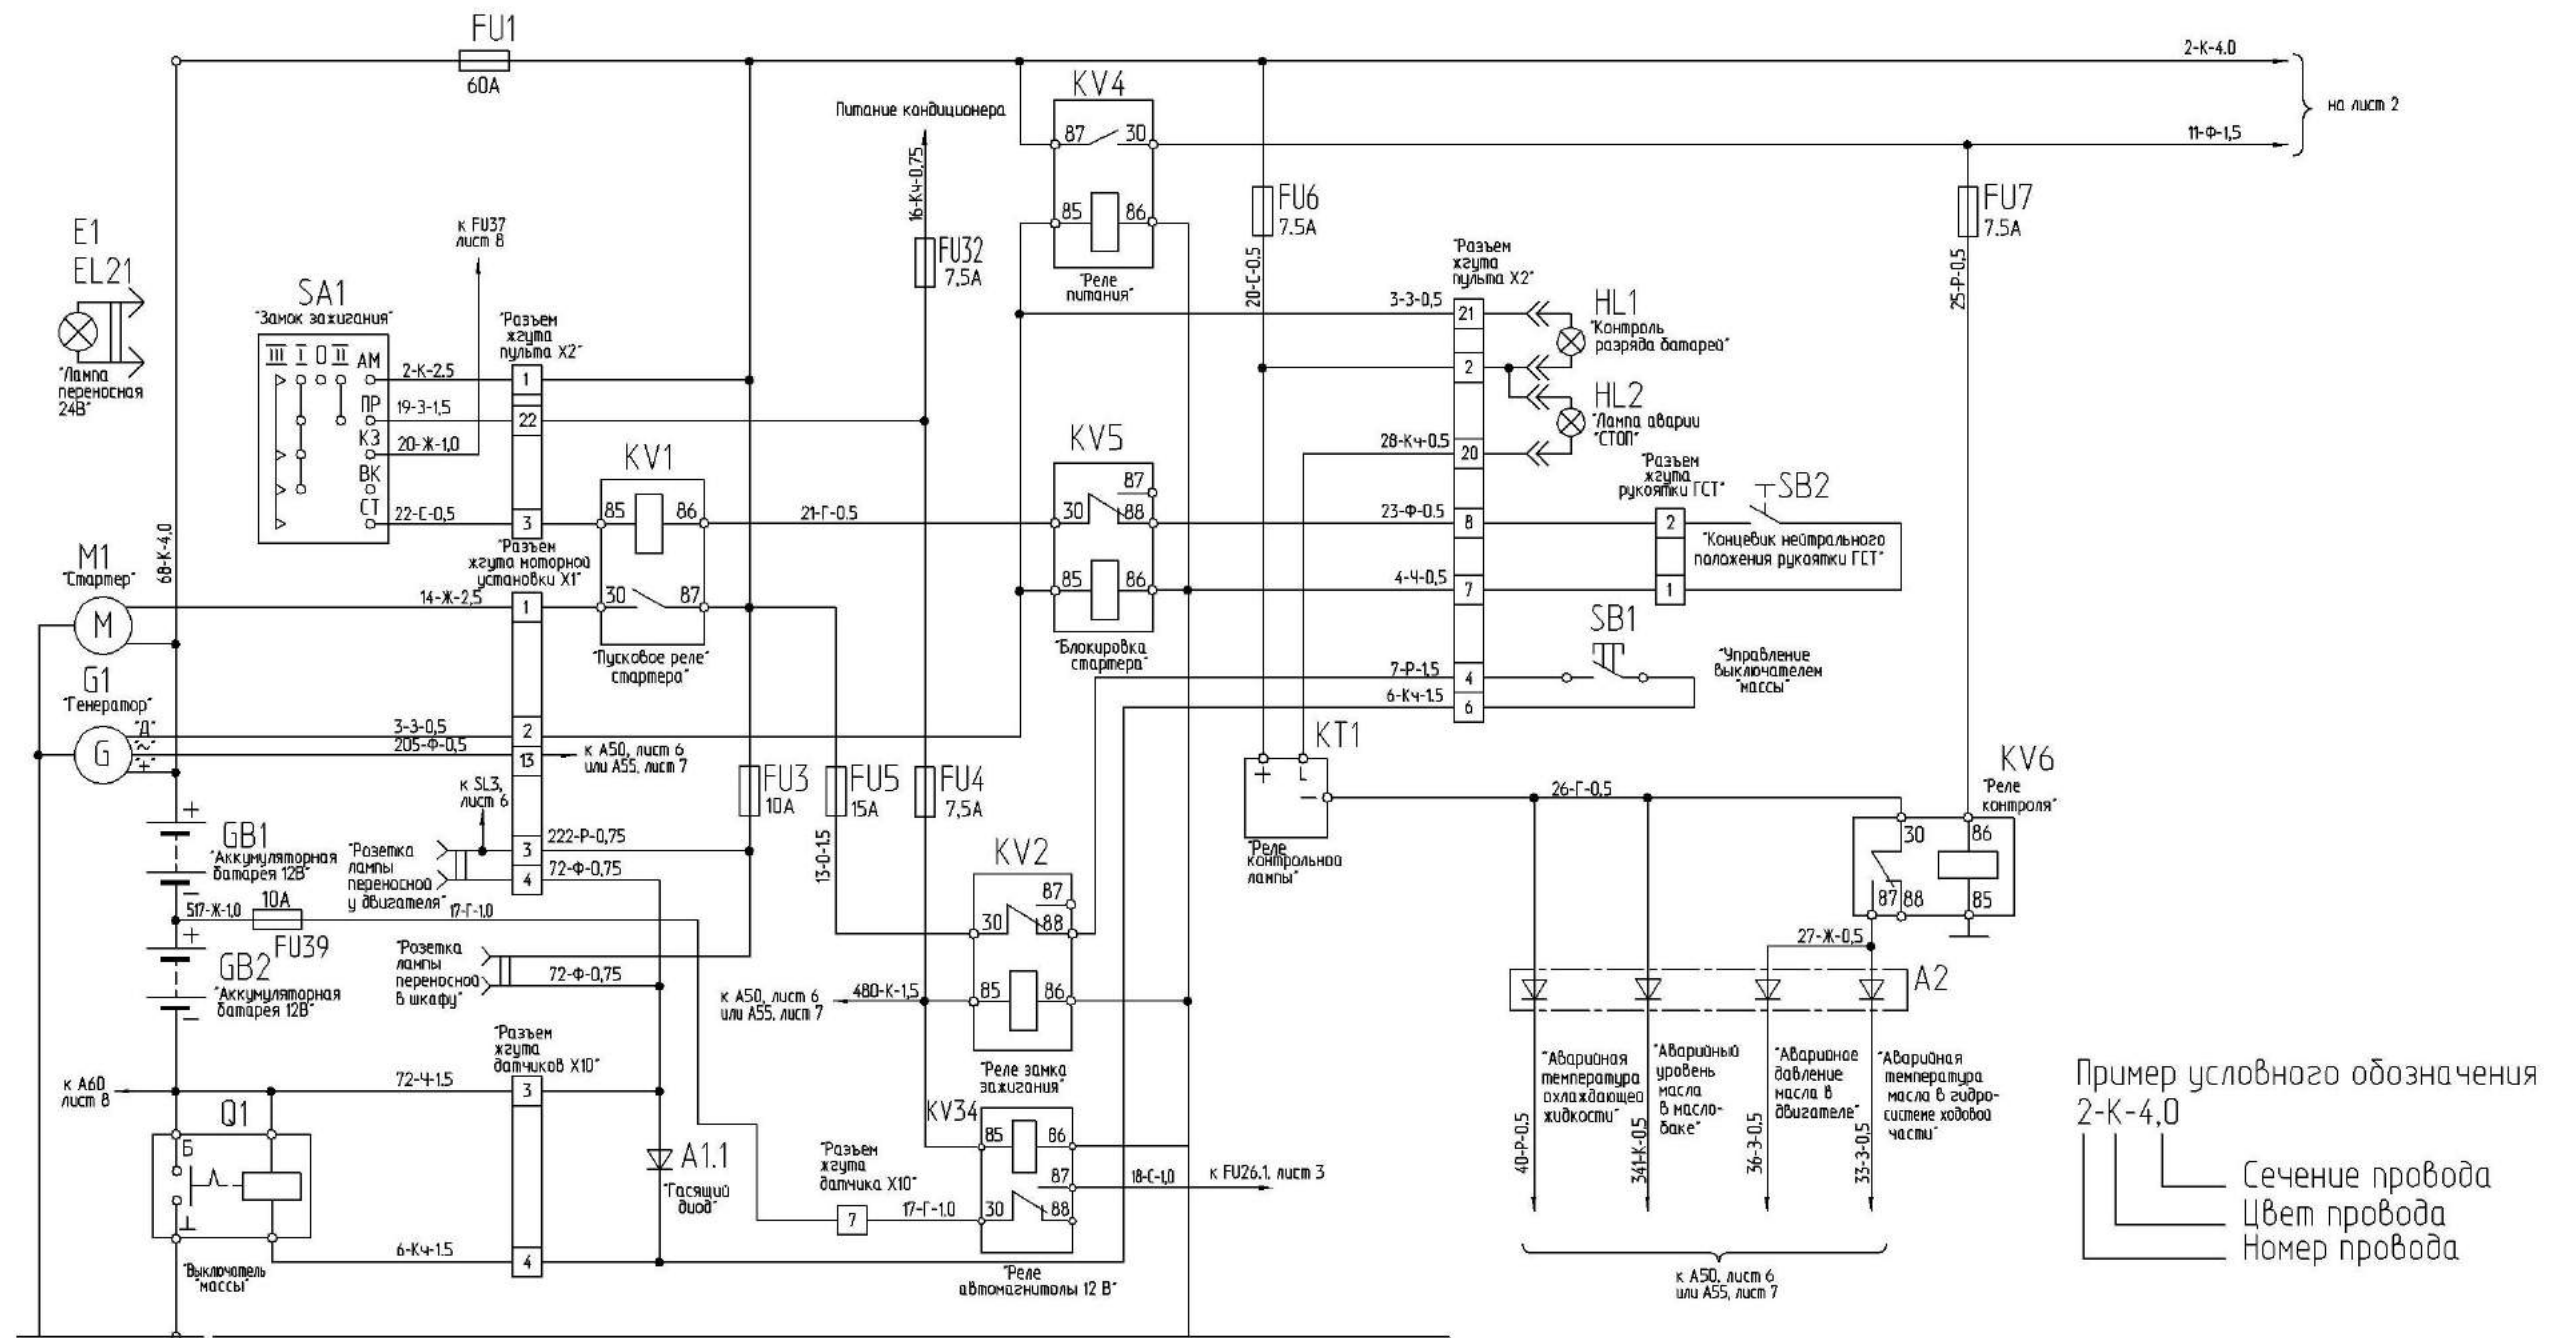 FU1
60А
2-К-4.0
на лист 2
11-Ф-1,5
KV4
87
30
85
86
"Реле
питания"
Питание кондиционера
16-Кч-0,75
FU32
7,5А
FU6
7.5А
20-С-0.5
FU7
7.5А
25-Р-0,5
E1
EL21
"Лампа
переносная
24В"
к FU37
лист 8
SA1
"Замок зажигания"
III I 0 II АМ
ПР
КЗ
ВК
СТ
2-К-2.5
19-З-1,5
20-Ж-1,0
22-С-0,5
"Разъем
жгута
пульта Х2"
1
22
3
68-К-4,0
KV1
85
86
30
87
"Пусковое реле"
стартера"
21-Г-0.5
KV5
87
30
88
85
86
"Блокировка
стартера"
"Разъем
жгута
пульта Х2"
3-З-0,5
21
2
28-Кч-0.5
20
23-Ф-0.5
8
4-Ч-0,5
7
7-Р-1,5
4
6-Кч-1.5
6
HL1
"Контроль
разряда батарей"
HL2
"Лампа аварии
"СТОП"
"Разъем
жгута
рукоятки ГСТ"
2
1
SB2
"Концевик нейтрального
положения рукоятки ГСТ"
SB1
"Управление
выключателем
"массы"
M1
"Стартер"
M
14-Ж-2,5
"Разъем
жгута моторной
установки Х1"
1
2
13
3
4
G1
"Генератор"
G
"Д"
"~"
"+"
3-З-0,5
205-Ф-0,5
к А50, лист 6
или А55, лист 7
к SL3,
лист 6
222-Р-0,75
72-Ф-0,75
"Розетка
лампы
переносной
у двигателя"
FU3
10А
FU5
15А
13-О-1.5
FU4
7,5А
+
GB1
"Аккумуляторная
батарея 12В"
−
517-Ж-1,0
10А
FU39
17-Г-1.0
+
GB2
"Аккумуляторная
батарея 12В"
−
"Розетка
лампы
переносной
в шкафу"
72-Ф-0,75
KV2
87
30
88
85
86
"Реле замка
зажигания"
к А50, лист 6
или А55, лист 7
480-К-1,5
KT1
+
L
−
"Реле
контрольной
лампы"
26-Г-0.5
KV6
"Реле
контроля"
30
86
87
88
85
27-Ж-0,5
A2
"Аварийная
температура
охлаждающей
жидкости"
"Аварийный
уровень
масла
в масло-
баке"
"Аварийное
давление
масла в
двигателе"
"Аварийная
температура
масла в гидро-
системе ходовой
части"
40-Р-0.5
341-К-0.5
36-З-0.5
33-З-0.5
к А50, лист 6
или А55, лист 7
к А60
лист 8
Q1
Б
"Выключатель
"массы"
72-Ч-1.5
"Разъем
жгута
датчиков Х10"
3
4
6-Кч-1.5
A1.1
"Гасящий
диод"
"Разъем
жгута
датчика Х10"
7
17-Г-1.0
KV34
85
86
87
30
88
"Реле
автомагнитолы 12 В"
18-С-1,0
к FU26.1, лист 3
Пример условного обозначения
2-К-4,0
Сечение провода
Цвет провода
Номер провода